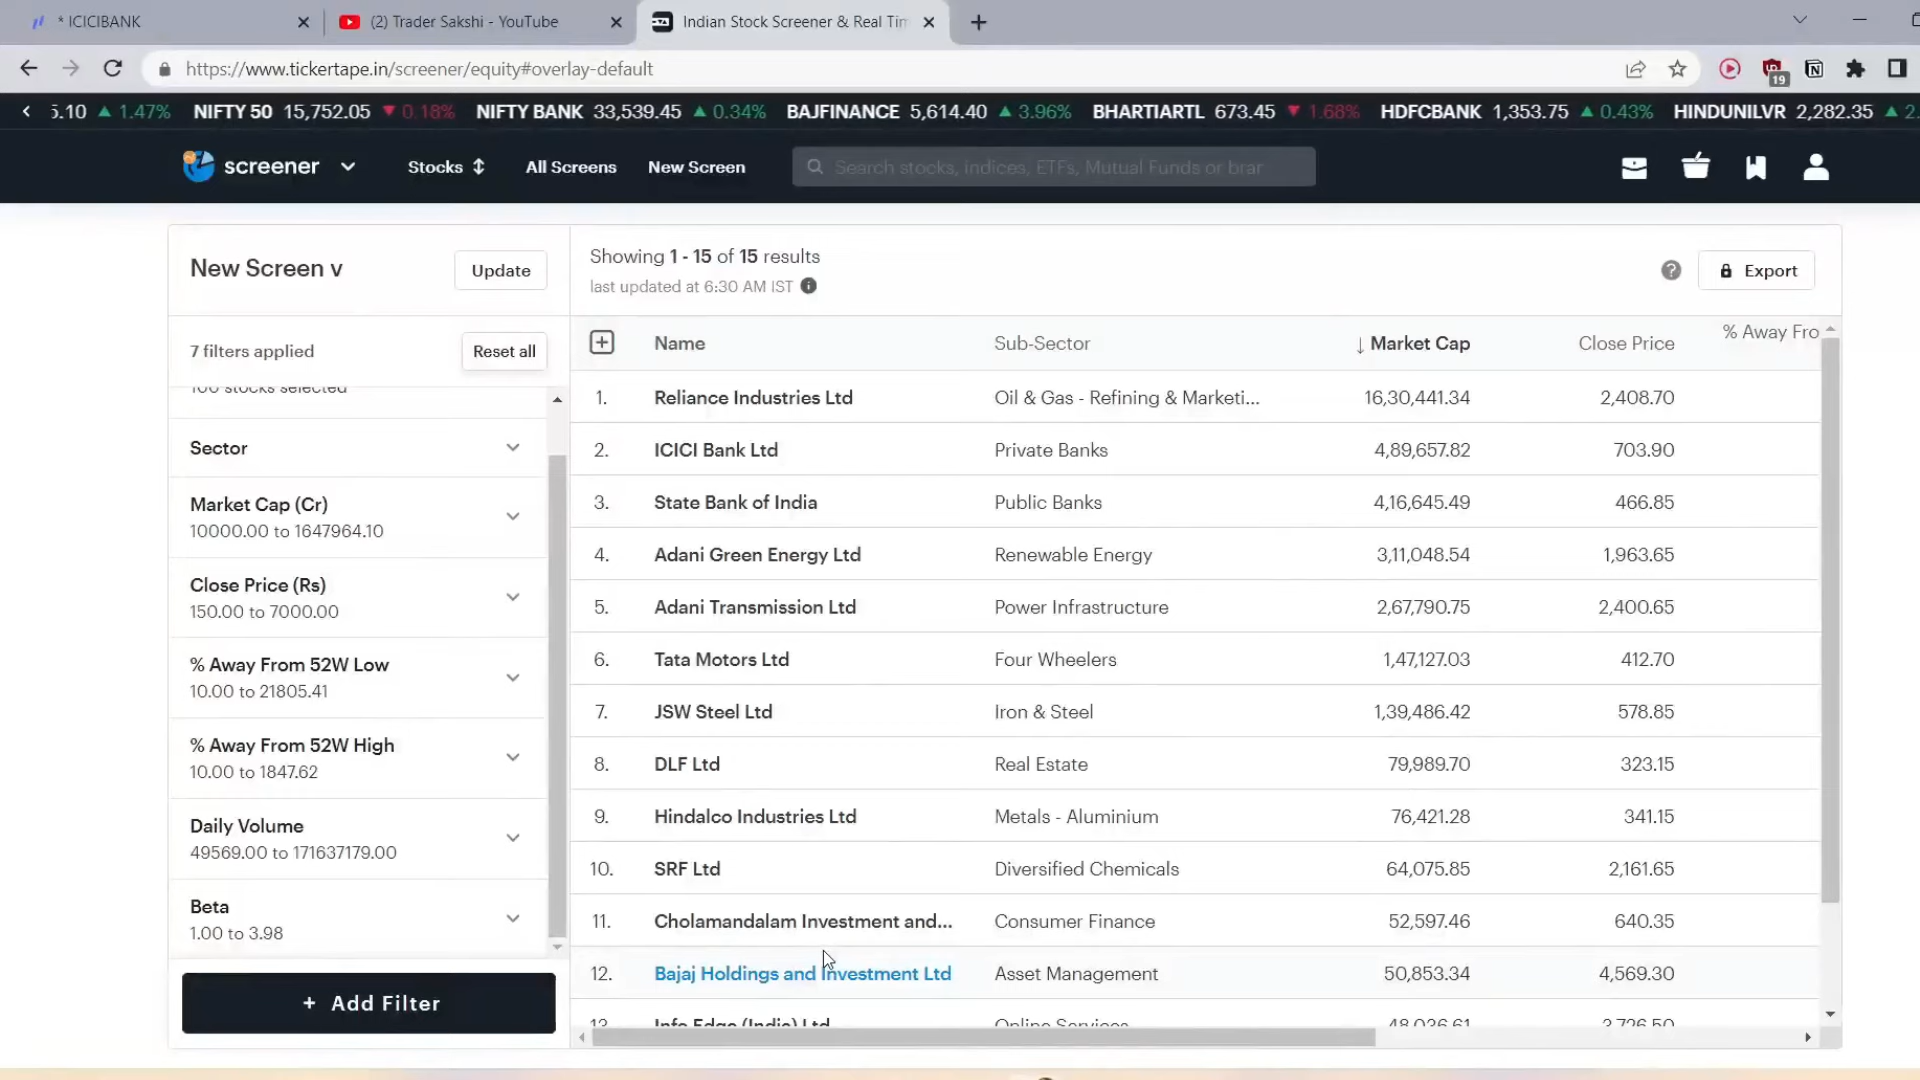 * ICICIBANK
(2) Trader Sakshi - YouTube
Indian Stock Screener & Real Tim
https://www.tickertape.in/screener/equity#overlay-default
19
5.10 ▲ 1.47% NIFTY 50 15,752.05 ▼ 0.18% NIFTY BANK 33,539.45 ▲ 0.34% BAJFINANCE 5,614.40 ▲ 3.96% BHARTIARTL 673.45 ▼ 1.68% HDFCBANK 1,353.75 ▲ 0.43% HINDUNILVR 2,282.35 ▲ 2.
screener
Stocks
All Screens
New Screen
Search stocks, indices, ETFs, Mutual Funds or brar
New Screen v
Update
7 filters applied
Reset all
100 stocks selected
Sector
Market Cap (Cr)
10000.00 to 1647964.10
Close Price (Rs)
150.00 to 7000.00
% Away From 52W Low
10.00 to 21805.41
% Away From 52W High
10.00 to 1847.62
Daily Volume
49569.00 to 171637179.00
Beta
1.00 to 3.98
+ Add Filter
Showing 1 - 15 of 15 results
last updated at 6:30 AM IST
Export
Name Sub-Sector ↓ Market Cap Close Price % Away Fro
1. Reliance Industries Ltd Oil & Gas - Refining & Marketi... 16,30,441.34 2,408.70
2. ICICI Bank Ltd Private Banks 4,89,657.82 703.90
3. State Bank of India Public Banks 4,16,645.49 466.85
4. Adani Green Energy Ltd Renewable Energy 3,11,048.54 1,963.65
5. Adani Transmission Ltd Power Infrastructure 2,67,790.75 2,400.65
6. Tata Motors Ltd Four Wheelers 1,47,127.03 412.70
7. JSW Steel Ltd Iron & Steel 1,39,486.42 578.85
8. DLF Ltd Real Estate 79,989.70 323.15
9. Hindalco Industries Ltd Metals - Aluminium 76,421.28 341.15
10. SRF Ltd Diversified Chemicals 64,075.85 2,161.65
11. Cholamandalam Investment and... Consumer Finance 52,597.46 640.35
12. Bajaj Holdings and Investment Ltd Asset Management 50,853.34 4,569.30
13. Info Edge (India) Ltd Online Services 48,036.61 3,726.50